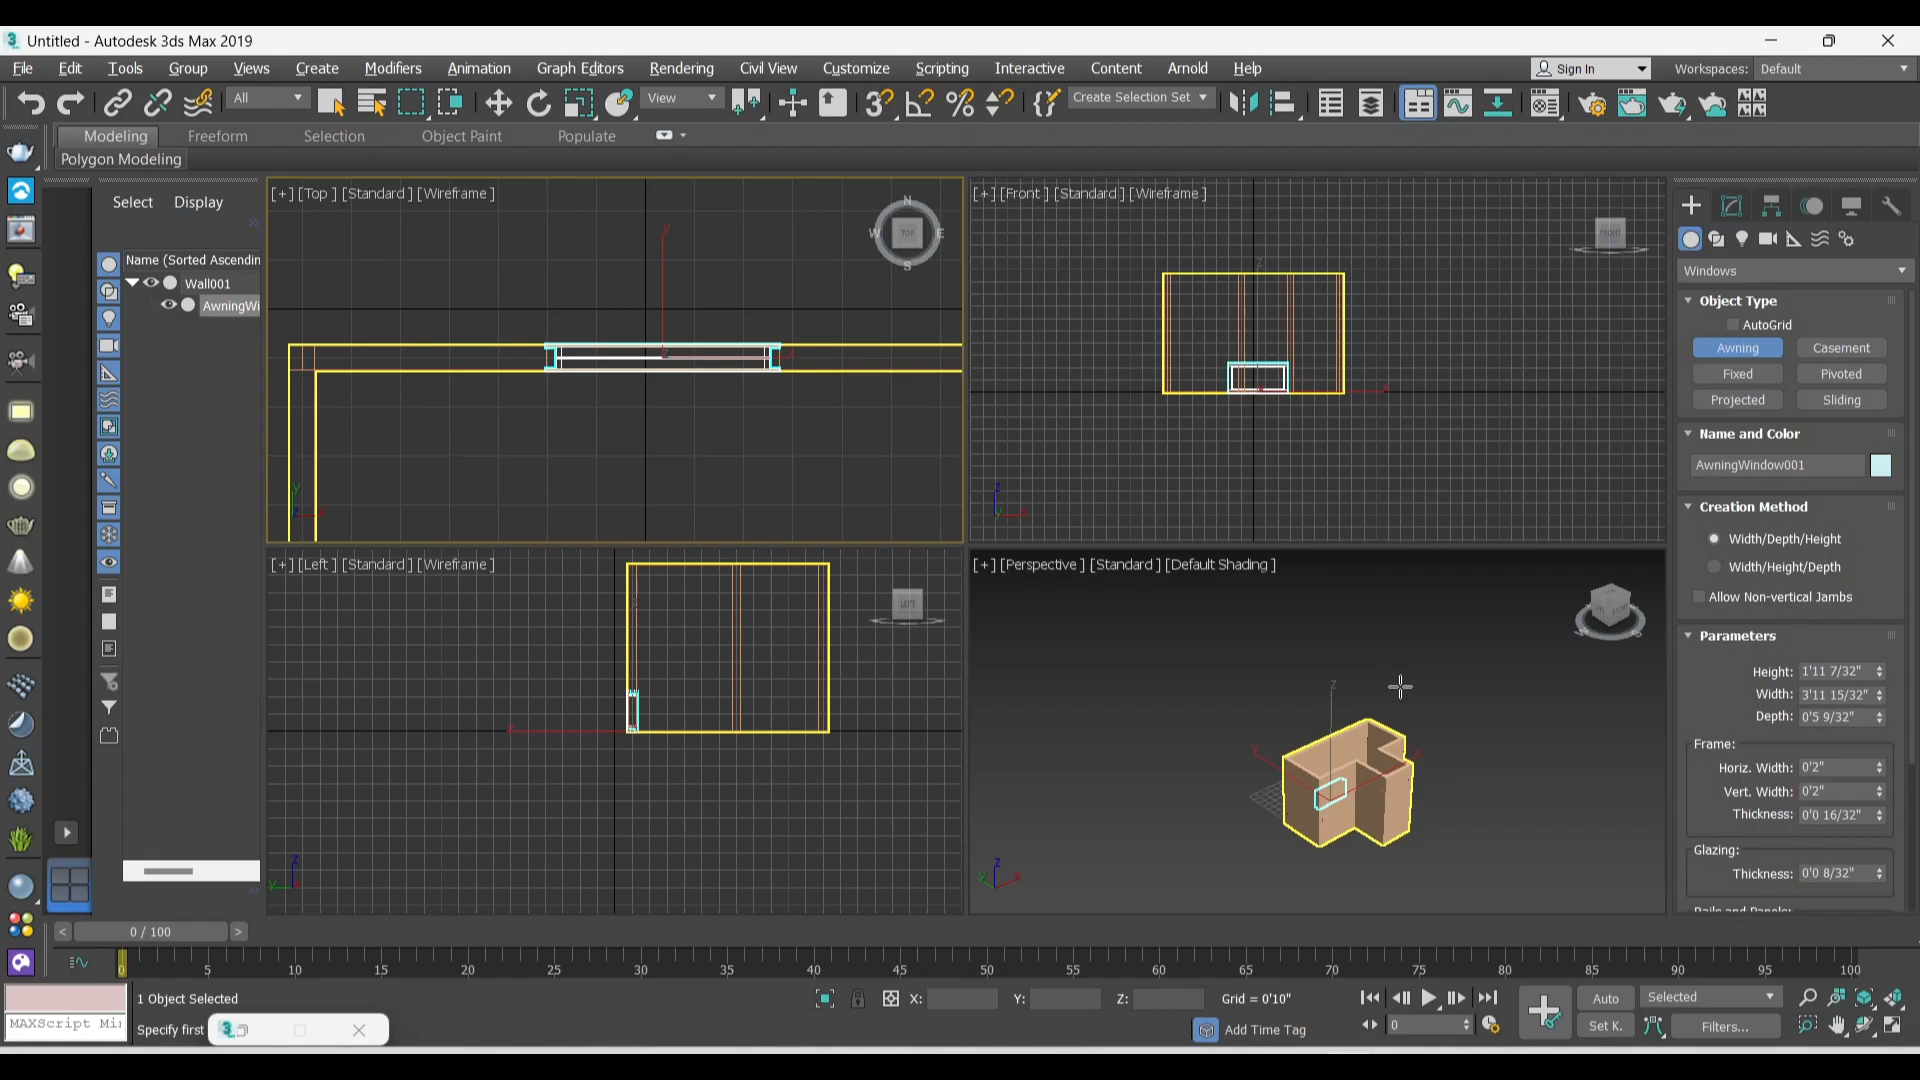 Untitled - Autodesk 3ds Max 2019
File Edit Tools Group Views Create Modifiers Animation Graph Editors Rendering Civil View Customize Scripting Interactive Content Arnold Help Sign In Workspaces: Default
All View Create Selection Set
Modeling Freeform Selection Object Paint Populate
Polygon Modeling
Select Display
Name (Sorted Ascendin
Wall001
AwningWi
[+] [Top ] [Standard ] [Wireframe ]
N
W TOP E
S
y
x
z
[+] [Front ] [Standard ] [Wireframe ]
FRONT
z
x
[+] [Left ] [Standard ] [Wireframe ]
LEFT
[+] [Perspective ] [Standard ] [Default Shading ]
z
y
x
Windows
Object Type
AutoGrid
Awning Casement
Fixed Pivoted
Projected Sliding
Name and Color
AwningWindow001
Creation Method
Width/Depth/Height
Width/Height/Depth
Allow Non-vertical Jambs
Parameters
Height: 1'11 7/32"
Width: 3'11 15/32"
Depth: 0'5 9/32"
Frame:
Horiz. Width: 0'2"
Vert. Width: 0'2"
Thickness: 0'0 16/32"
Glazing:
Thickness: 0'0 8/32"
Rails and Panels:
< 0 / 100 >
0 5 10 15 20 25 30 35 40 45 50 55 60 65 70 75 80 85 90 95 100
1 Object Selected X: Y: Z: Grid = 0'10" Auto Selected
MAXScript Mi
Specify first Add Time Tag 0 Set K. Filters...